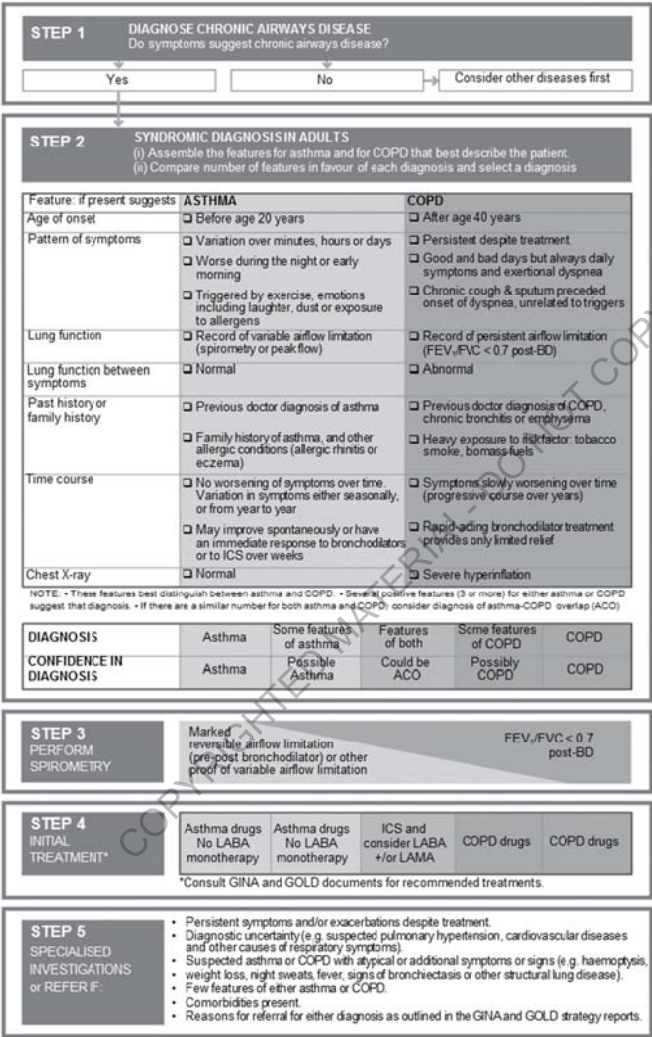 STEP 1
DIAGNOSE CHRONIC AIRWAYS DISEASE
Do symptoms suggest chronic airways disease?
Yes
No
Consider other diseases first
STEP 2
SYNDROMIC DIAGNOSISIN ADULTS
(i) Assemble the features for asthma and for COPD that best describe the patient.
(ii) Compare number of features in favour of each diagnosis and select a diagnosis
Feature: if present suggests
ASTHMA
COPD
Age of onset
❑ Before age 20 years
❑ After age 40 years
Pattern of symptoms
❑ Variation over minutes, hours or days
❑ Worse during the night or early
morning
❑ Triggered by exercise, emotions
including laughter, dust or exposure
to allergens
❑ Persistent despite treatment
❑ Good and bad days but always daily
symptoms and exertional dyspnea
❑ Chronic cough & sputum preceded
onset of dyspnea, unrelated to triggers
Lung function
❑ Record of variable airflow limitation
(spirometry or peak flow)
❑ Record of persistent airflow limitation
(FEV₁/FVC < 0.7 post-BD)
Lung function between
symptoms
❑ Normal
❑ Abnormal
Past history or
family history
❑ Previous doctor diagnosis of asthma
❑ Family history of asthma, and other
allergic conditions (allergic rhinitis or
eczema)
❑ Previous doctor diagnosis of COPD,
chronic bronchitis or emphysema
❑ Heavy exposure to risk factor: tobacco
smoke, bomass fuels
Time course
❑ No worsening of symptoms over time.
Variation in symptoms either seasonally,
or from year to year
❑ May improve spontaneously or have
an immediate response to bronchodilators
or to ICS over weeks
❑ Symptoms slowly worsening over time
(progressive course over years)
❑ Rapid-acting bronchodilator treatment
provides only limited relief
Chest X-ray
❑ Normal
❑ Severe hyperinflation
NOTE: • These features best distinguish between asthma and COPD. • Several positive features (3 or more) for either asthma or COPD
suggest that diagnosis. • If there are a similar number for both asthma and COPD, consider diagnosis of asthma-COPD overlap (ACO)
DIAGNOSIS
Asthma
Some features
of asthma
Features
of both
Some features
of COPD
COPD
CONFIDENCE IN
DIAGNOSIS
Asthma
Possible
Asthma
Could be
ACO
Possibly
COPD
COPD
STEP 3
PERFORM
SPIROMETRY
Marked
reversible airflow limitation
(pre-post bronchodilator) or other
proof of variable airflow limitation
FEV₁/FVC < 0.7
post-BD
STEP 4
INITIAL
TREATMENT*
Asthma drugs
No LABA
monotherapy
Asthma drugs
No LABA
monotherapy
ICS and
consider LABA
+/or LAMA
COPD drugs
COPD drugs
*Consult GINA and GOLD documents for recommended treatments.
STEP 5
SPECIALISED
INVESTIGATIONS
or REFER IF:
• Persistent symptoms and/or exacerbations despite treatment.
• Diagnostic uncertainty (e.g. suspected pulmonary hypertension, cardiovascular diseases
and other causes of respiratory symptoms).
• Suspected asthma or COPD with atypical or additional symptoms or signs (e.g. haemoptysis,
• weight loss, night sweats, fever, signs of bronchiectasis or other structural lung disease).
• Few features of either asthma or COPD.
• Comorbidities present.
• Reasons for referral for either diagnosis as outlined in the GINA and GOLD strategy reports.
COPYRIGHTED MATERIAL - DO NOT COPY